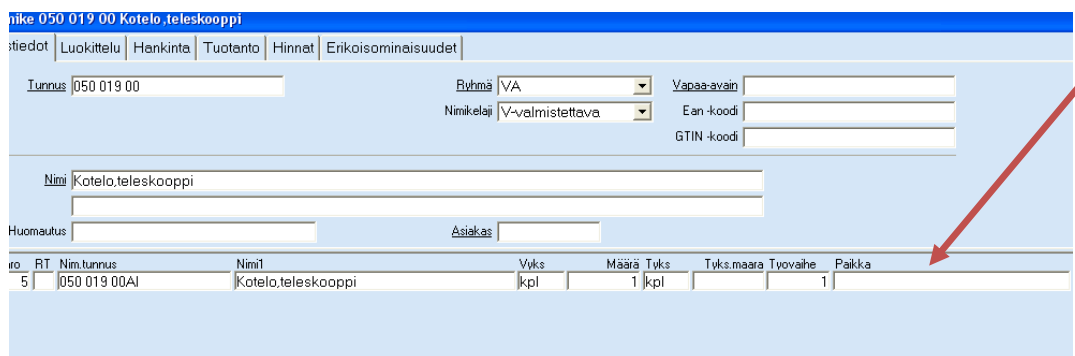 nimike 050 019 00 Kotelo ,teleskooppi
stiedot Luokittelu Hankinta Tuotanto Hinnat Erikoisominaisuudet
Tunnus 050 019 00 Ryhmä VA Vapaa-avain
Nimikelaji V-valmistettava Ean -koodi
GTIN -koodi
Nimi Kotelo,teleskooppi
Huomautus Asiakas
ro RT Nim.tunnus Nimi1 Vyks Määrä Tyks Tyks.maara Tyovaihe Paikka
5 050 019 00AI Kotelo,teleskooppi kpl 1 kpl 1